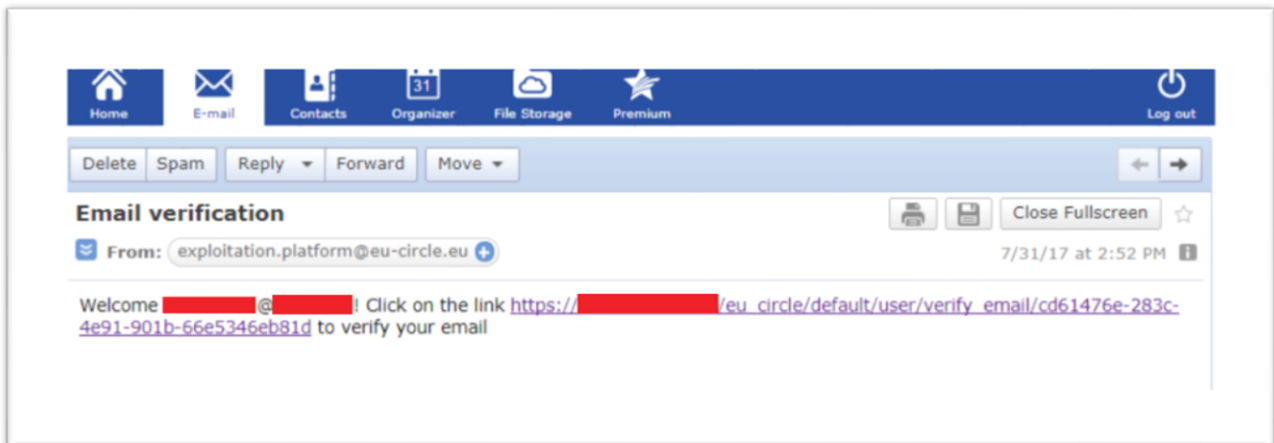 Home E-mail Contacts 31 Organizer File Storage Premium Log out
Delete Spam Reply Forward Move
Email verification Close Fullscreen
From: exploitation.platform@eu-circle.eu 7/31/17 at 2:52 PM
Welcome @ ! Click on the link https:// /eu_circle/default/user/verify_email/cd61476e-283c-
4e91-901b-66e5346eb81d to verify your email